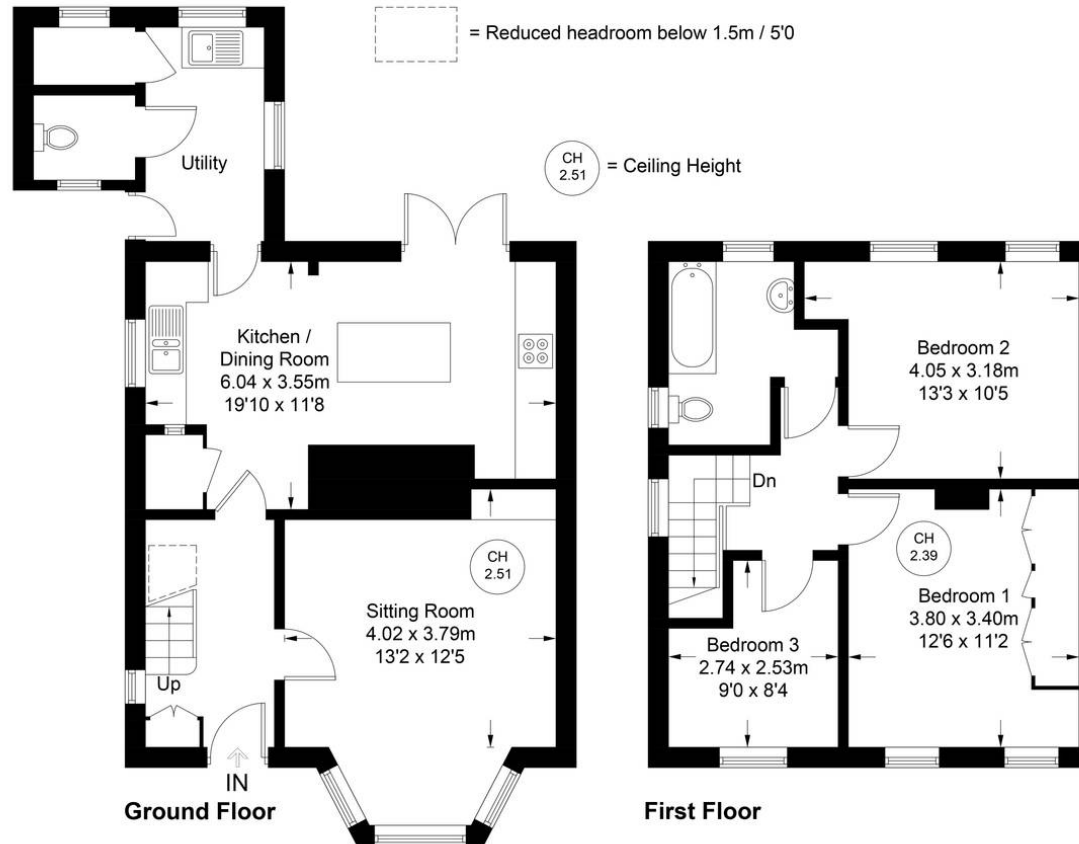 = Reduced headroom below 1.5m / 5'0
CH
2.51
= Ceiling Height
Utility
Kitchen /
Dining Room
6.04 x 3.55m
19'10 x 11'8
CH
2.51
Sitting Room
4.02 x 3.79m
13'2 x 12'5
Up
IN
Ground Floor
Bedroom 2
4.05 x 3.18m
13'3 x 10'5
Dn
CH
2.39
Bedroom 1
3.80 x 3.40m
12'6 x 11'2
Bedroom 3
2.74 x 2.53m
9'0 x 8'4
First Floor